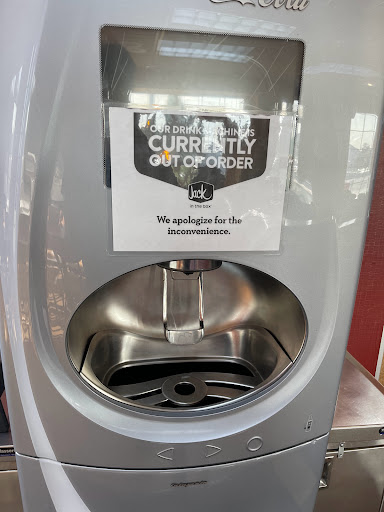 OUR DRINK MACHINE IS
CURRENTLY
OUT OF ORDER
Jack
in the box
We apologize for the
inconvenience.